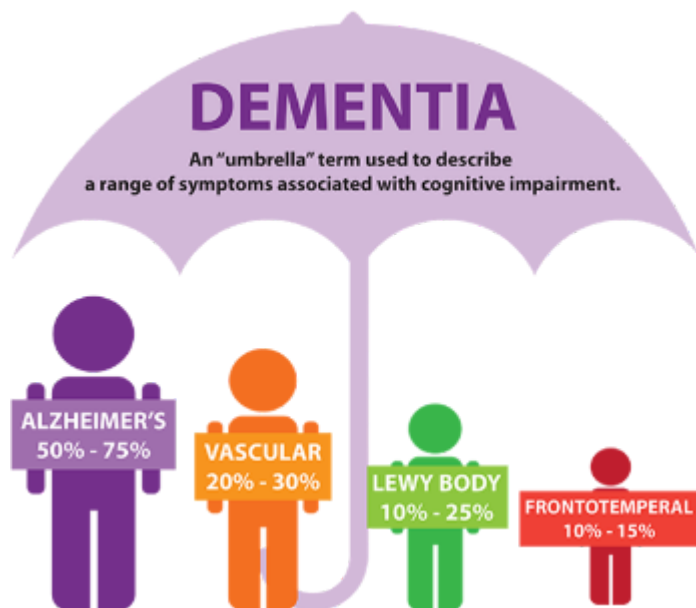 DEMENTIA
An "umbrella" term used to describe
a range of symptoms associated with cognitive impairment.
ALZHEIMER'S
50% - 75%
VASCULAR
20% - 30%
LEWY BODY
10% - 25%
FRONTOTEMPERAL
10% - 15%